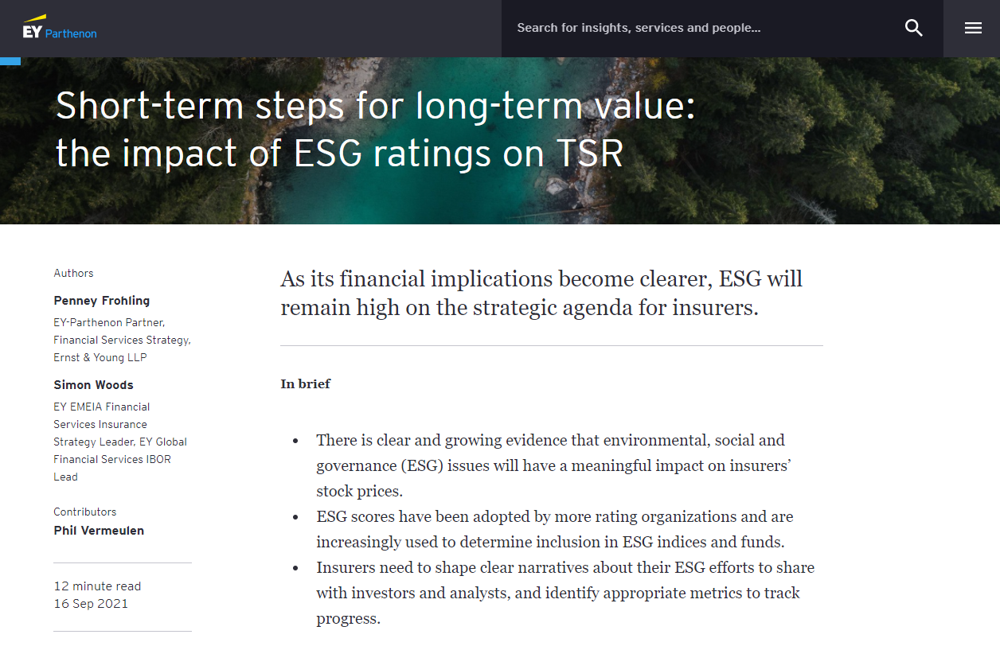 EY Parthenon
Search for insights, services and people...
Short-term steps for long-term value:
the impact of ESG ratings on TSR
Authors
Penney Frohling
EY-Parthenon Partner,
Financial Services Strategy,
Ernst & Young LLP
Simon Woods
EY EMEIA Financial
Services Insurance
Strategy Leader, EY Global
Financial Services IBOR
Lead
Contributors
Phil Vermeulen
12 minute read
16 Sep 2021
As its financial implications become clearer, ESG will
remain high on the strategic agenda for insurers.
In brief
• There is clear and growing evidence that environmental, social and
governance (ESG) issues will have a meaningful impact on insurers’
stock prices.
• ESG scores have been adopted by more rating organizations and are
increasingly used to determine inclusion in ESG indices and funds.
• Insurers need to shape clear narratives about their ESG efforts to share
with investors and analysts, and identify appropriate metrics to track
progress.